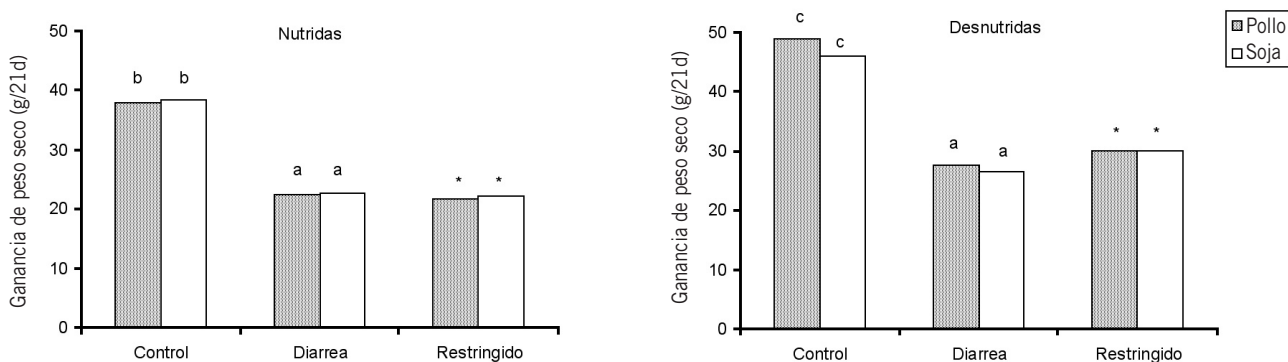 Nutridas
Ganancia de peso seco (g/21d)
50
40
30
20
10
0
b b
a a
* *
Control Diarrea Restringido
Desnutridas
Ganancia de peso seco (g/21d)
50
40
30
20
10
0
c
c
a
a
* *
Control Diarrea Restringido
Pollo
Soja